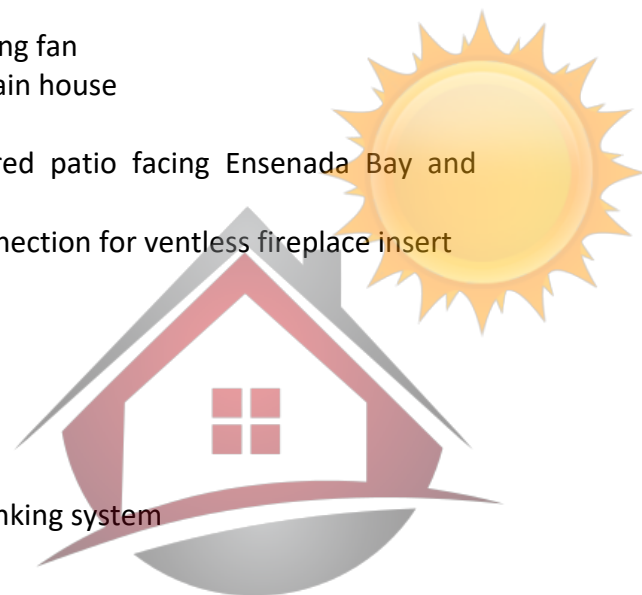 ng fan
ain house
red patio facing Ensenada Bay and
nection for ventless fireplace insert
nking system